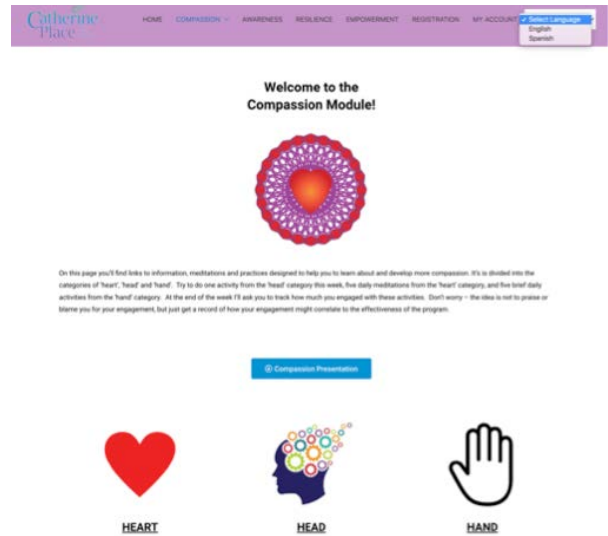 Catherine
Place
HOME COMPASSION AWARENESS RESILIENCE EMPOWERMENT REGISTRATION MY ACCOUNT
Select Language
English
Spanish
Welcome to the
Compassion Module!
On this page you'll find links to information, meditations and practices designed to help you to learn about and develop more compassion. It's is divided into the
categories of 'heart', 'head' and 'hand'. Try to do one activity from the 'head' category this week, five daily meditations from the 'heart' category, and five brief daily
activities from the 'hand' category. At the end of the week I'll ask you to track how much you engaged with these activities. Don't worry – the idea is not to praise or
blame you for your engagement, but just get a record of how your engagement might correlate to the effectiveness of the program.
Compassion Presentation
HEART HEAD HAND